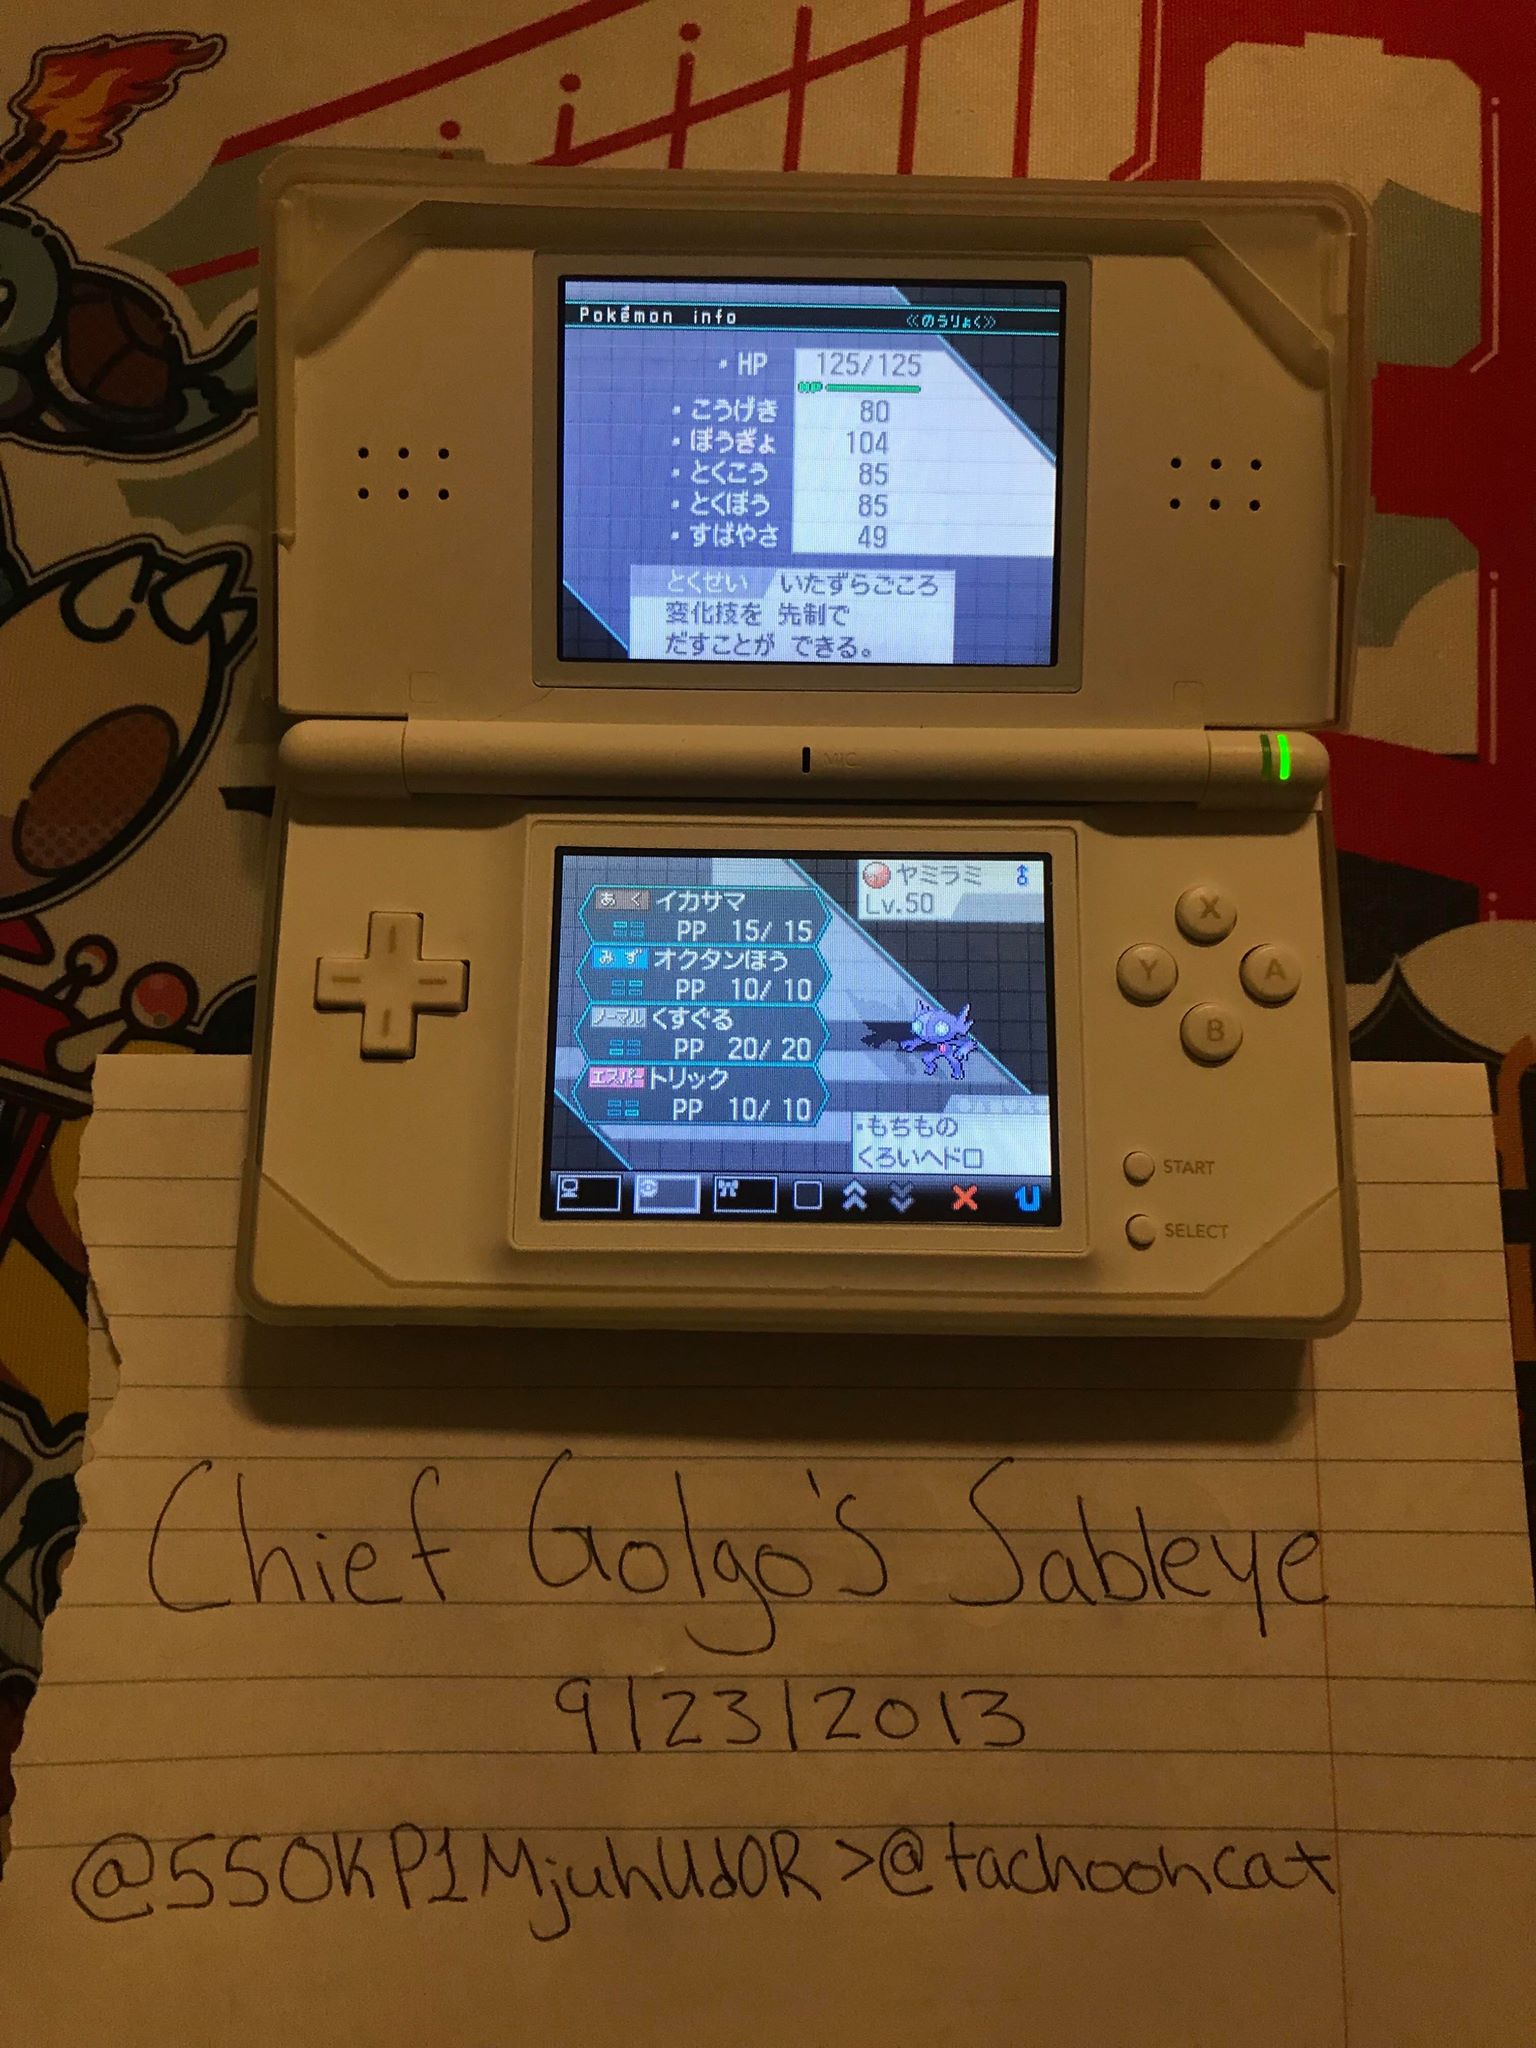 Pokémon info
≪のうりょく≫
・HP 125/125
HP
・こうげき 80
・ぼうぎょ 104
・とくこう 85
・とくぼう 85
・すばやさ 49
とくせい いたずらごころ
変化技を 先制で
だすことが できる。
MIC.
ヤミラミ ♂
Lv.50
あく イカサマ
PP 15/15
みず オクタンほう
PP 10/10
ノーマル くすぐる
PP 20/20
エスパー トリック
PP 10/10
・もちもの
くろいヘドロ
X
Y
A
B
START
SELECT
Chief Golgo's Sableye
9/23/2013
@55OKP1MjuhUdOR>@tachooncat